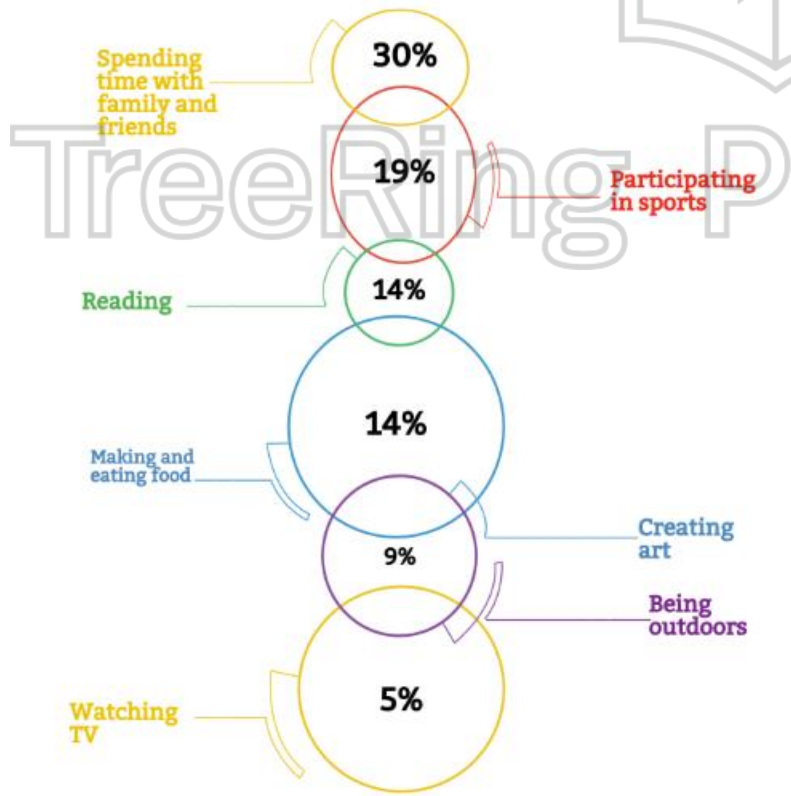 30%
Spending
time with
family and
friends
TreeRing P
19%
Participating
in sports
14%
Reading
14%
Making and
eating food
Creating
art
9%
Being
outdoors
5%
Watching
TV